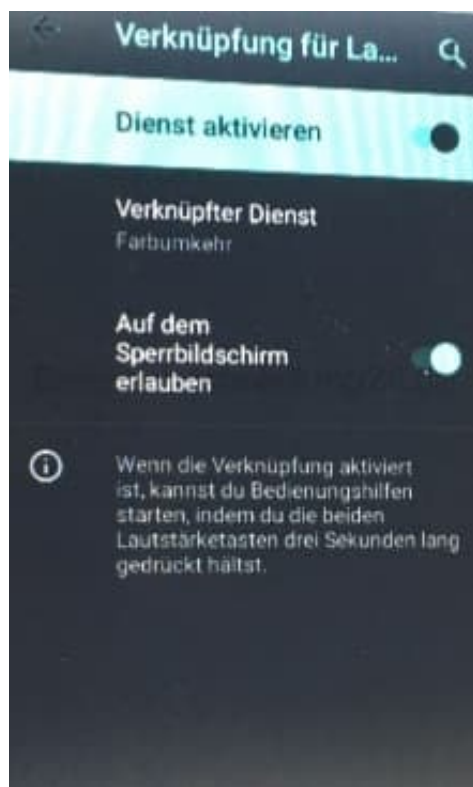 Verknüpfung für La...
Dienst aktivieren
Verknüpfter Dienst
Farbumkehr
Auf dem
Sperrbildschirm
erlauben
Wenn die Verknüpfung aktiviert
ist, kannst du Bedienungshilfen
starten, indem du die beiden
Lautstärketasten drei Sekunden lang
gedrückt hältst.